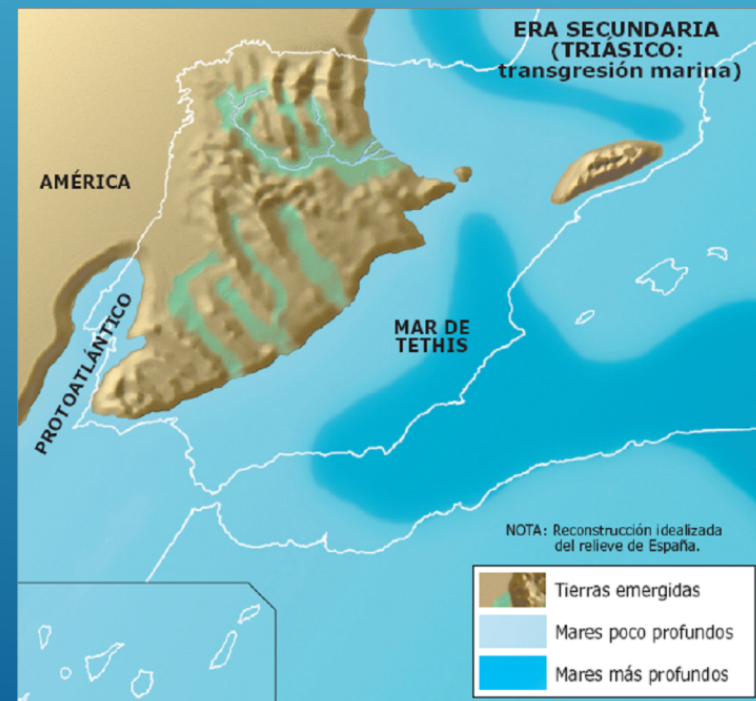 ERA SECUNDARIA
(TRIÁSICO:
transgresión marina)
AMÉRICA
PROTOATLÁNTICO
MAR DE
TETHIS
NOTA: Reconstrucción idealizada
del relieve de España.
Tierras emergidas
Mares poco profundos
Mares más profundos